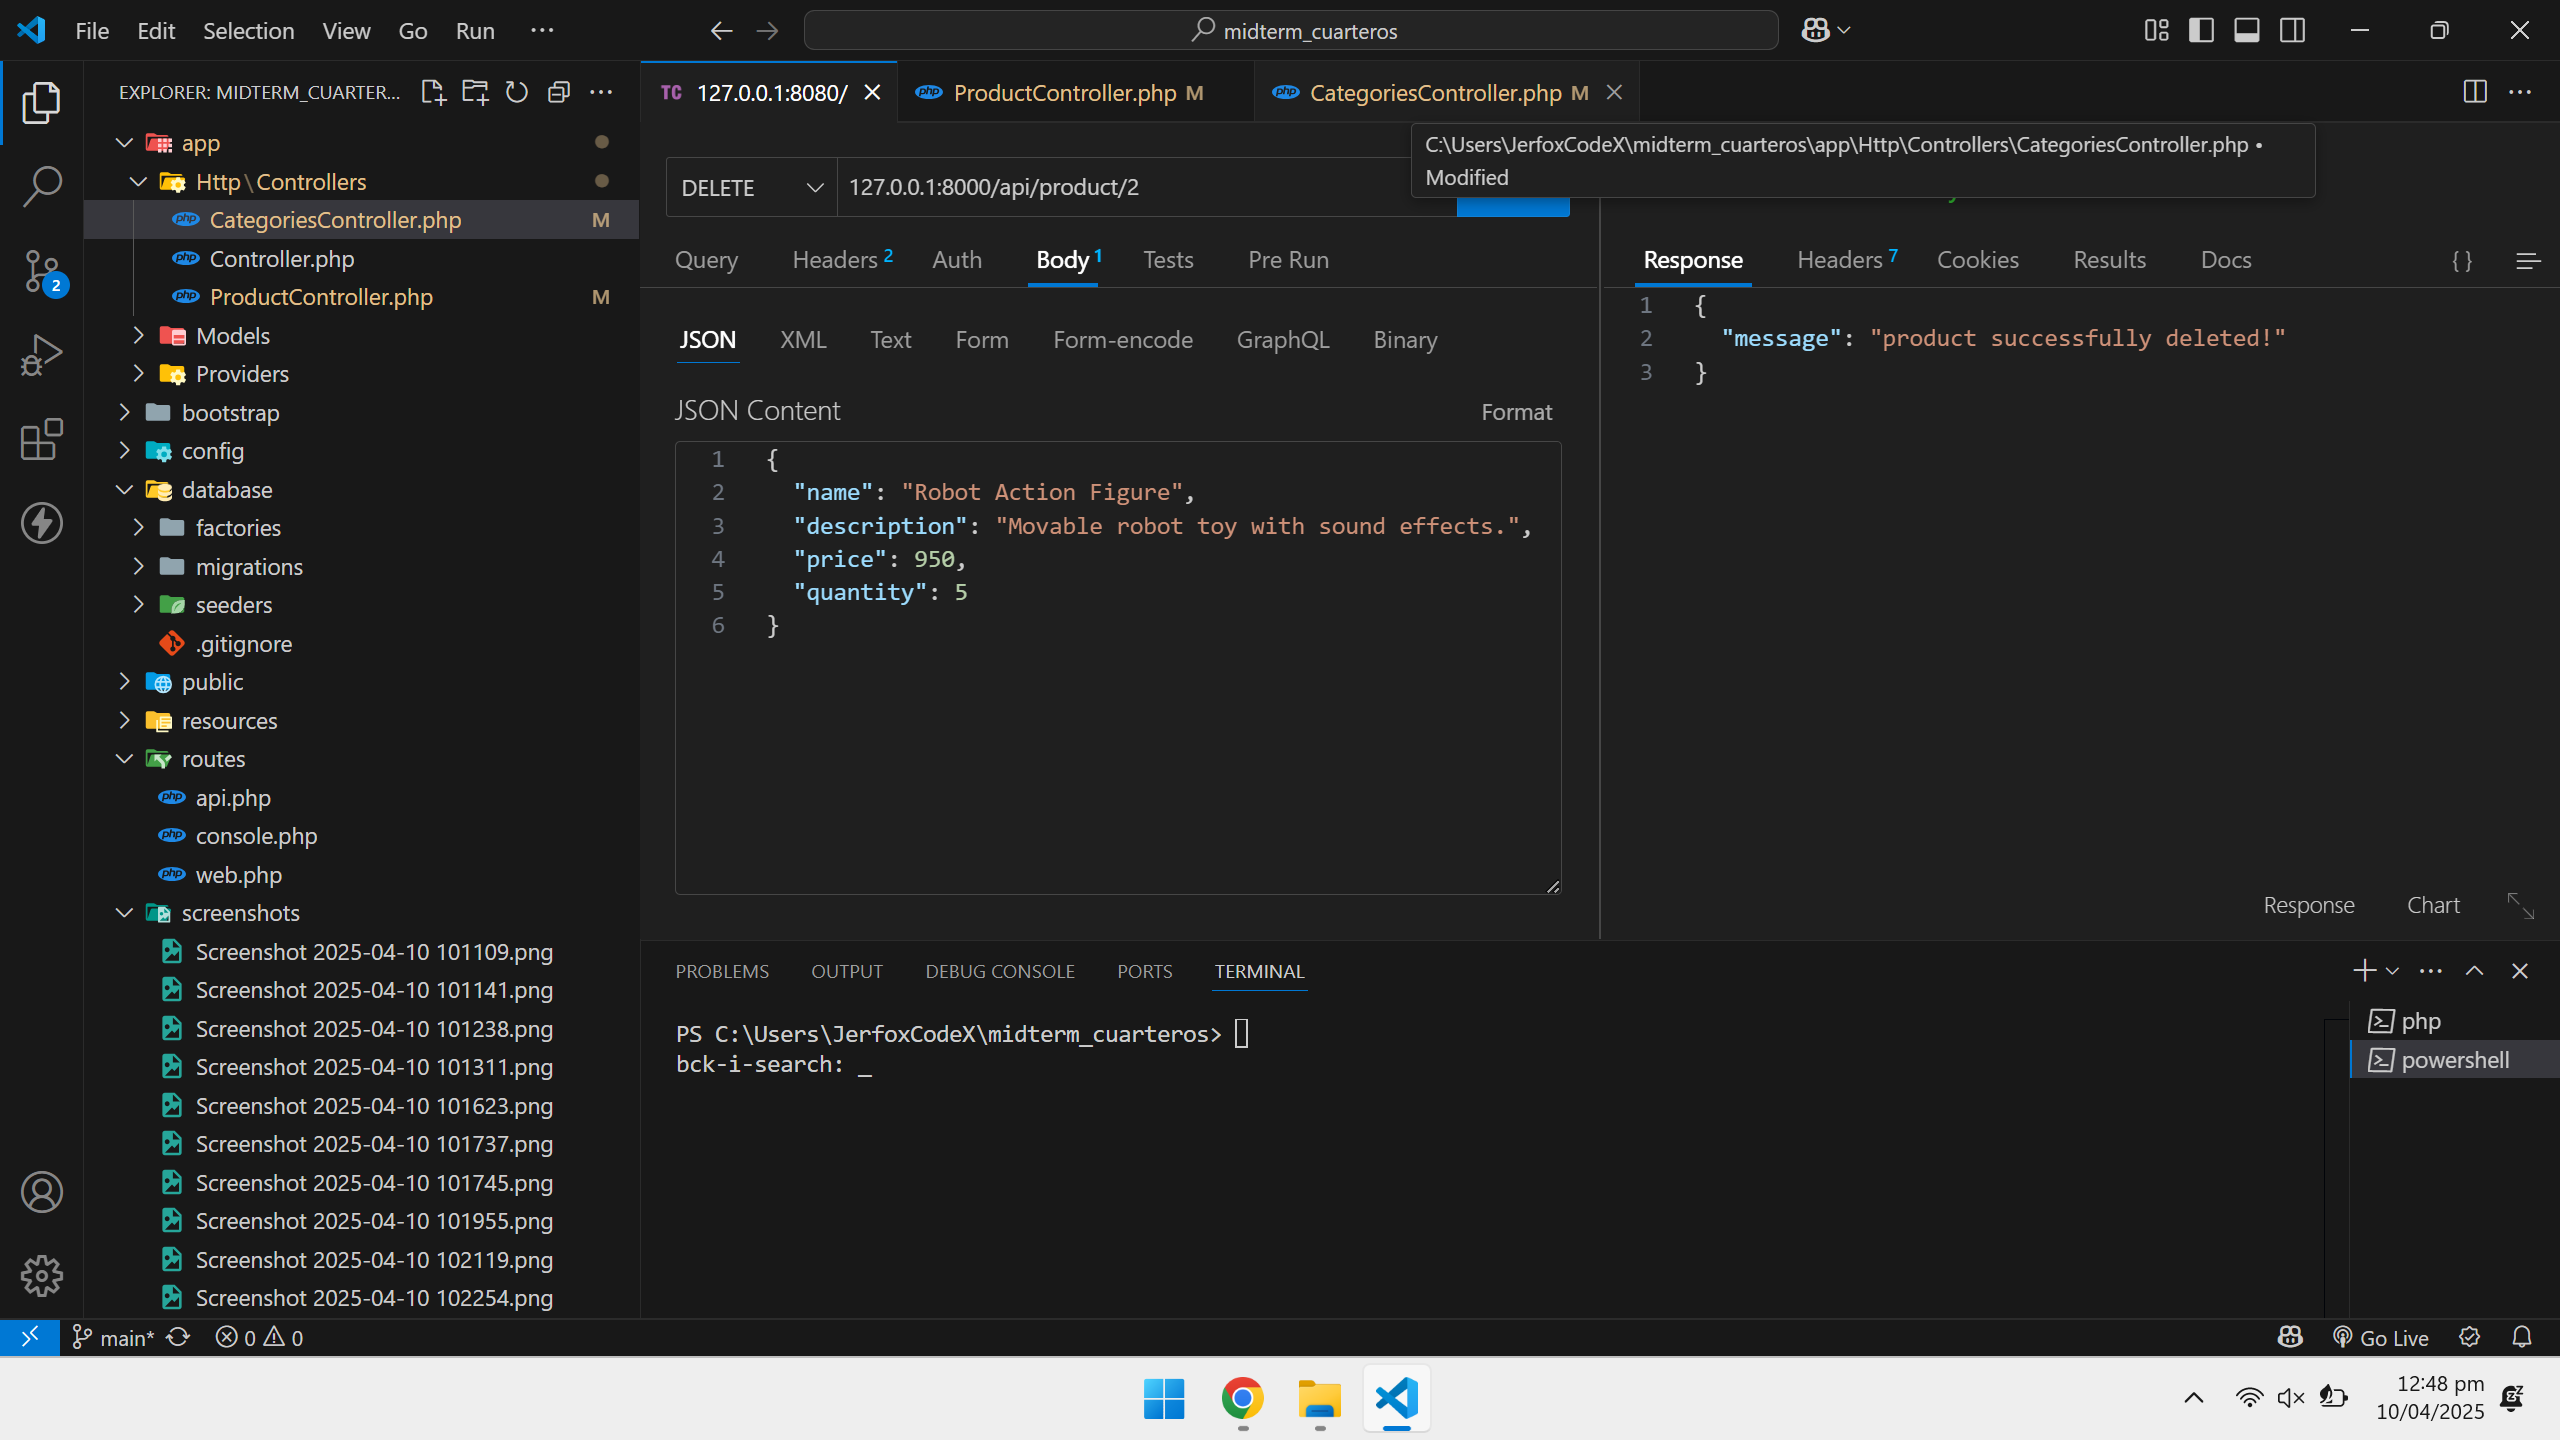 File Edit Selection View Go Run ··· midterm_cuarteros
EXPLORER: MIDTERM_CUARTER...
app
Http\Controllers
CategoriesController.php M
Controller.php
ProductController.php M
Models
Providers
bootstrap
config
database
factories
migrations
seeders
.gitignore
public
resources
routes
api.php
console.php
web.php
screenshots
Screenshot 2025-04-10 101109.png
Screenshot 2025-04-10 101141.png
Screenshot 2025-04-10 101238.png
Screenshot 2025-04-10 101311.png
Screenshot 2025-04-10 101623.png
Screenshot 2025-04-10 101737.png
Screenshot 2025-04-10 101745.png
Screenshot 2025-04-10 101955.png
Screenshot 2025-04-10 102119.png
Screenshot 2025-04-10 102254.png
2
TC 127.0.0.1:8080/ php ProductController.php M php CategoriesController.php M
C:\Users\JerfoxCodeX\midterm_cuarteros\app\Http\Controllers\CategoriesController.php •
Modified
DELETE 127.0.0.1:8000/api/product/2
Query Headers 2 Auth Body 1 Tests Pre Run
JSON XML Text Form Form-encode GraphQL Binary
JSON Content Format
1 {
2 "name": "Robot Action Figure",
3 "description": "Movable robot toy with sound effects.",
4 "price": 950,
5 "quantity": 5
6 }
Response Headers 7 Cookies Results Docs {}
1 {
2 "message": "product successfully deleted!"
3 }
Response Chart
PROBLEMS OUTPUT DEBUG CONSOLE PORTS TERMINAL
PS C:\Users\JerfoxCodeX\midterm_cuarteros>
bck-i-search: _
php
powershell
main* 0 0 Go Live
12:48 pm
10/04/2025